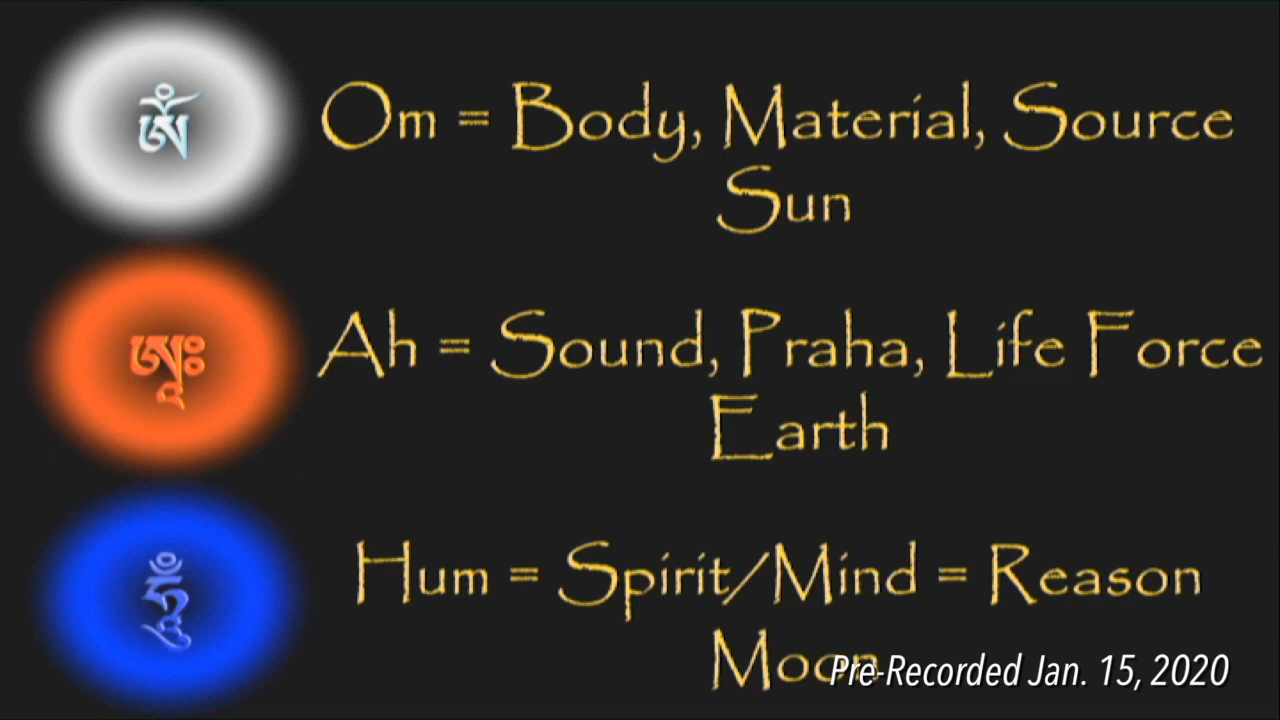 ༀ
Om = Body, Material, Source
Sun
ཨཱཿ
Ah = Sound, Praha, Life Force
Earth
ཧཱུྃ
Hum = Spirit/Mind = Reason
Moon
Pre-Recorded Jan. 15, 2020